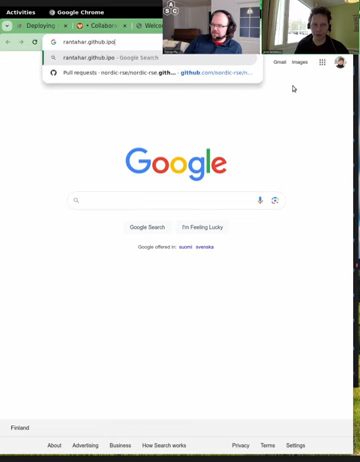 Activities
Google Chrome
Deploying
Collabora
Welcom
rantahar.github.ipo
rantahar.github.ipo - Google Search
Pull requests · nordic-rse/nordic-rse.gith... - github.com/nordic-rse/n...
A
S C
Gmail Images
Google
Google Search
I'm Feeling Lucky
Google offered in: suomi svenska
Finland
About Advertising Business How Search works Privacy Terms Settings